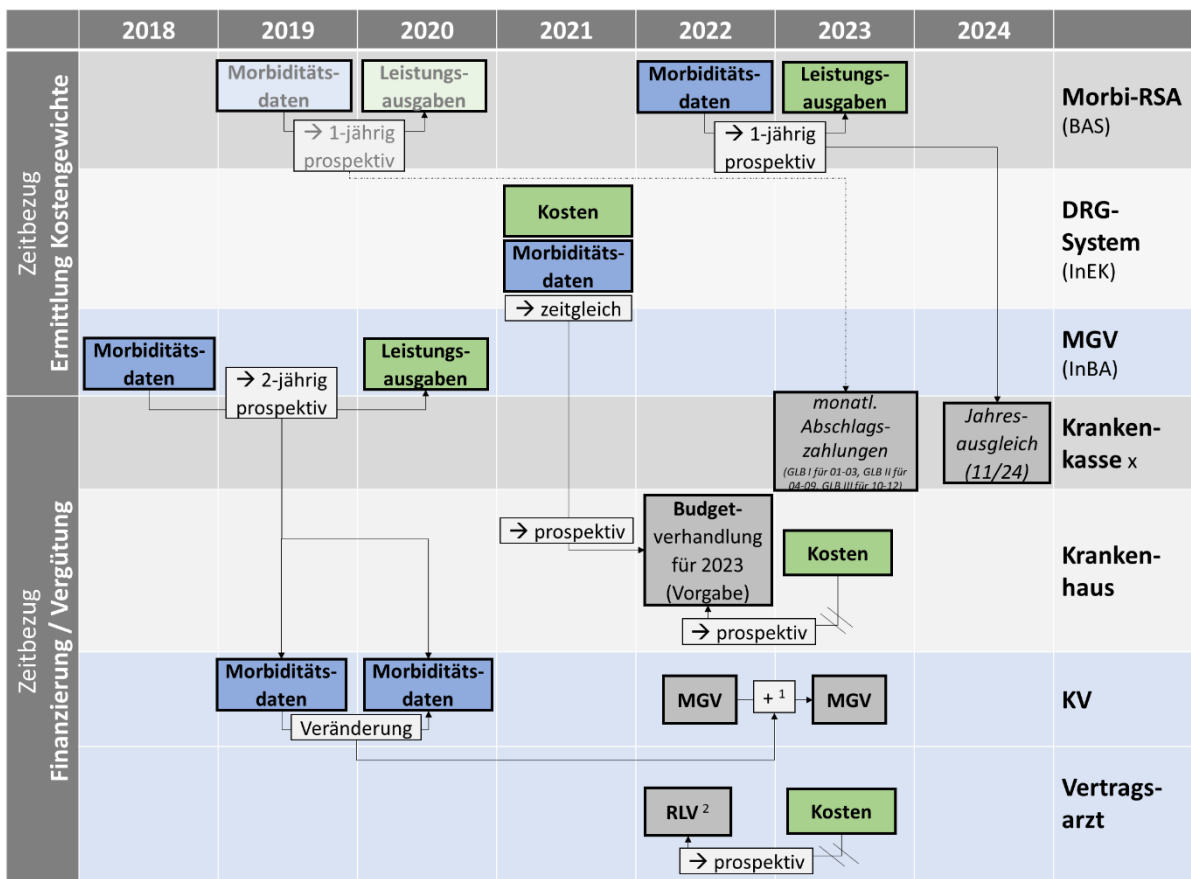 2018 2019 2020 2021 2022 2023 2024
Zeitbezug
Ermittlung Kostengewichte
Morbiditäts-
daten
Leistungs-
ausgaben
→ 1-jährig
prospektiv
Morbiditäts-
daten
Leistungs-
ausgaben
→ 1-jährig
prospektiv
Morbi-RSA
(BAS)
Kosten
Morbiditäts-
daten
→ zeitgleich
DRG-
System
(InEK)
Morbiditäts-
daten
→ 2-jährig
prospektiv
Leistungs-
ausgaben
MGV
(InBA)
Zeitbezug
Finanzierung / Vergütung
monatl.
Abschlags-
zahlungen
(GLB I für 01-03, GLB II für
04-09, GLB III für 10-12)
Jahres-
ausgleich
(11/24)
Kranken-
kasse x
→ prospektiv
Budget-
verhandlung
für 2023
(Vorgabe)
Kosten
→ prospektiv
Kranken-
haus
Morbiditäts-
daten
Morbiditäts-
daten
Veränderung
MGV
+ 1
MGV
KV
RLV 2
Kosten
→ prospektiv
Vertrags-
arzt